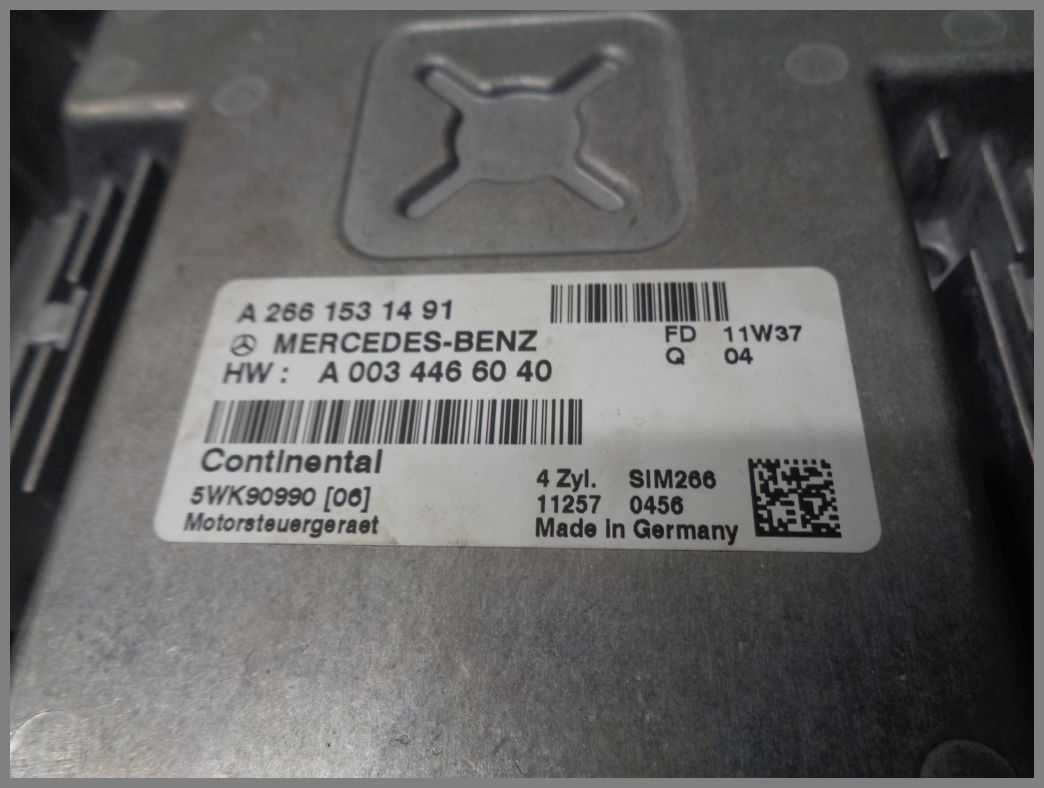 A 266 153 14 91
MERCEDES-BENZ
HW : A 003 446 60 40
FD 11W37
Q 04
Continental
5WK90990 [06]
Motorsteuergeraet
4 Zyl. SIM266
11257 0456
Made in Germany